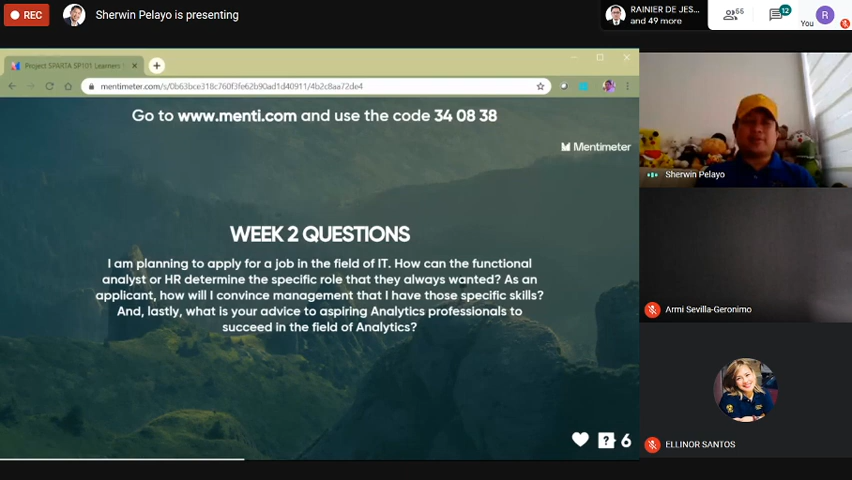 REC
Sherwin Pelayo is presenting
RAINIER DE JES...
and 49 more
55
12
You
R
Project SPARTA SP101 Learners
mentimeter.com/s/0b63bce318c760f3fe62b90ad1d40911/4b2c8aa72de4
Go to www.menti.com and use the code 34 08 38
Mentimeter
WEEK 2 QUESTIONS
I am planning to apply for a job in the field of IT. How can the functional
analyst or HR determine the specific role that they always wanted? As an
applicant, how will I convince management that I have those specific skills?
And, lastly, what is your advice to aspiring Analytics professionals to
succeed in the field of Analytics?
? 6
Sherwin Pelayo
Armi Sevilla-Geronimo
ELLINOR SANTOS